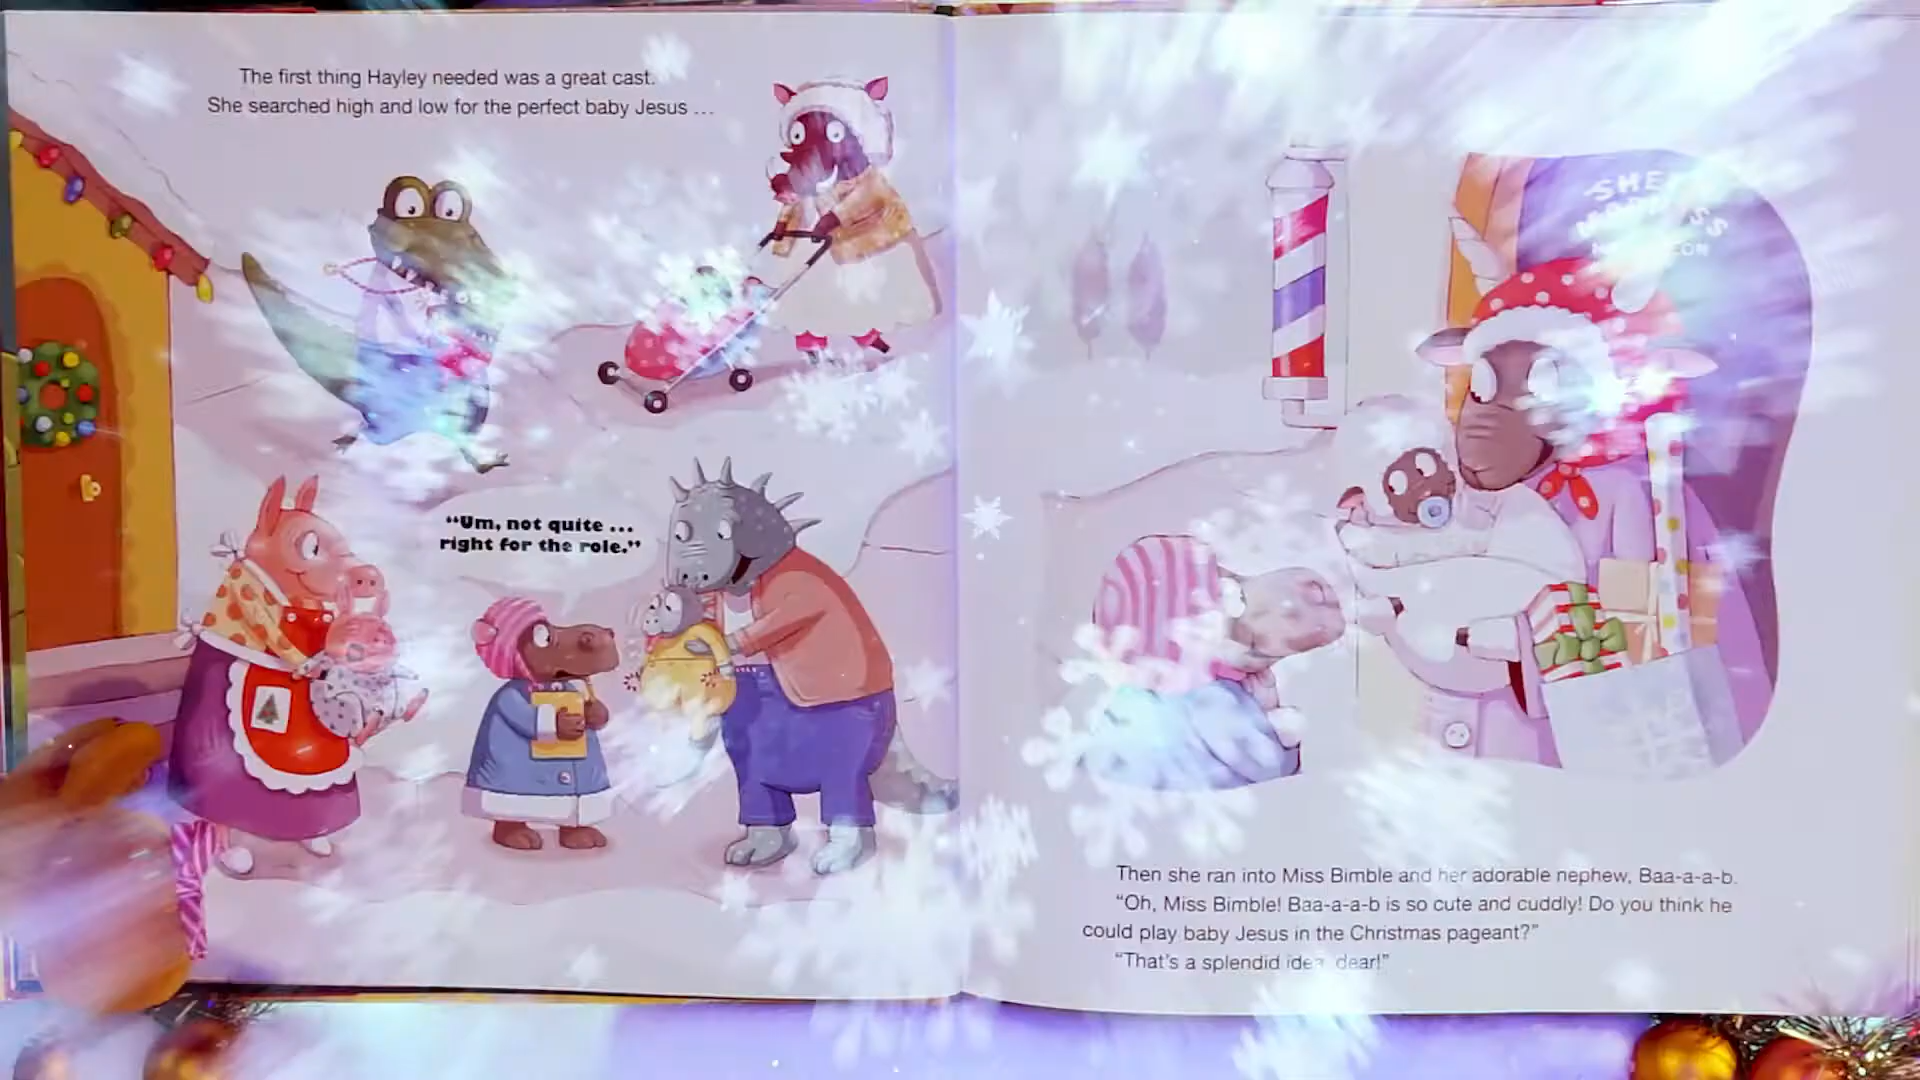 The first thing Hayley needed was a great cast.
She searched high and low for the perfect baby Jesus ...
"Um, not quite ...
right for the role."
Then she ran into Miss Bimble and her adorable nephew, Baa-a-a-b.
"Oh, Miss Bimble! Baa-a-a-b is so cute and cuddly! Do you think he
could play baby Jesus in the Christmas pageant?"
"That's a splendid idea, dear!"